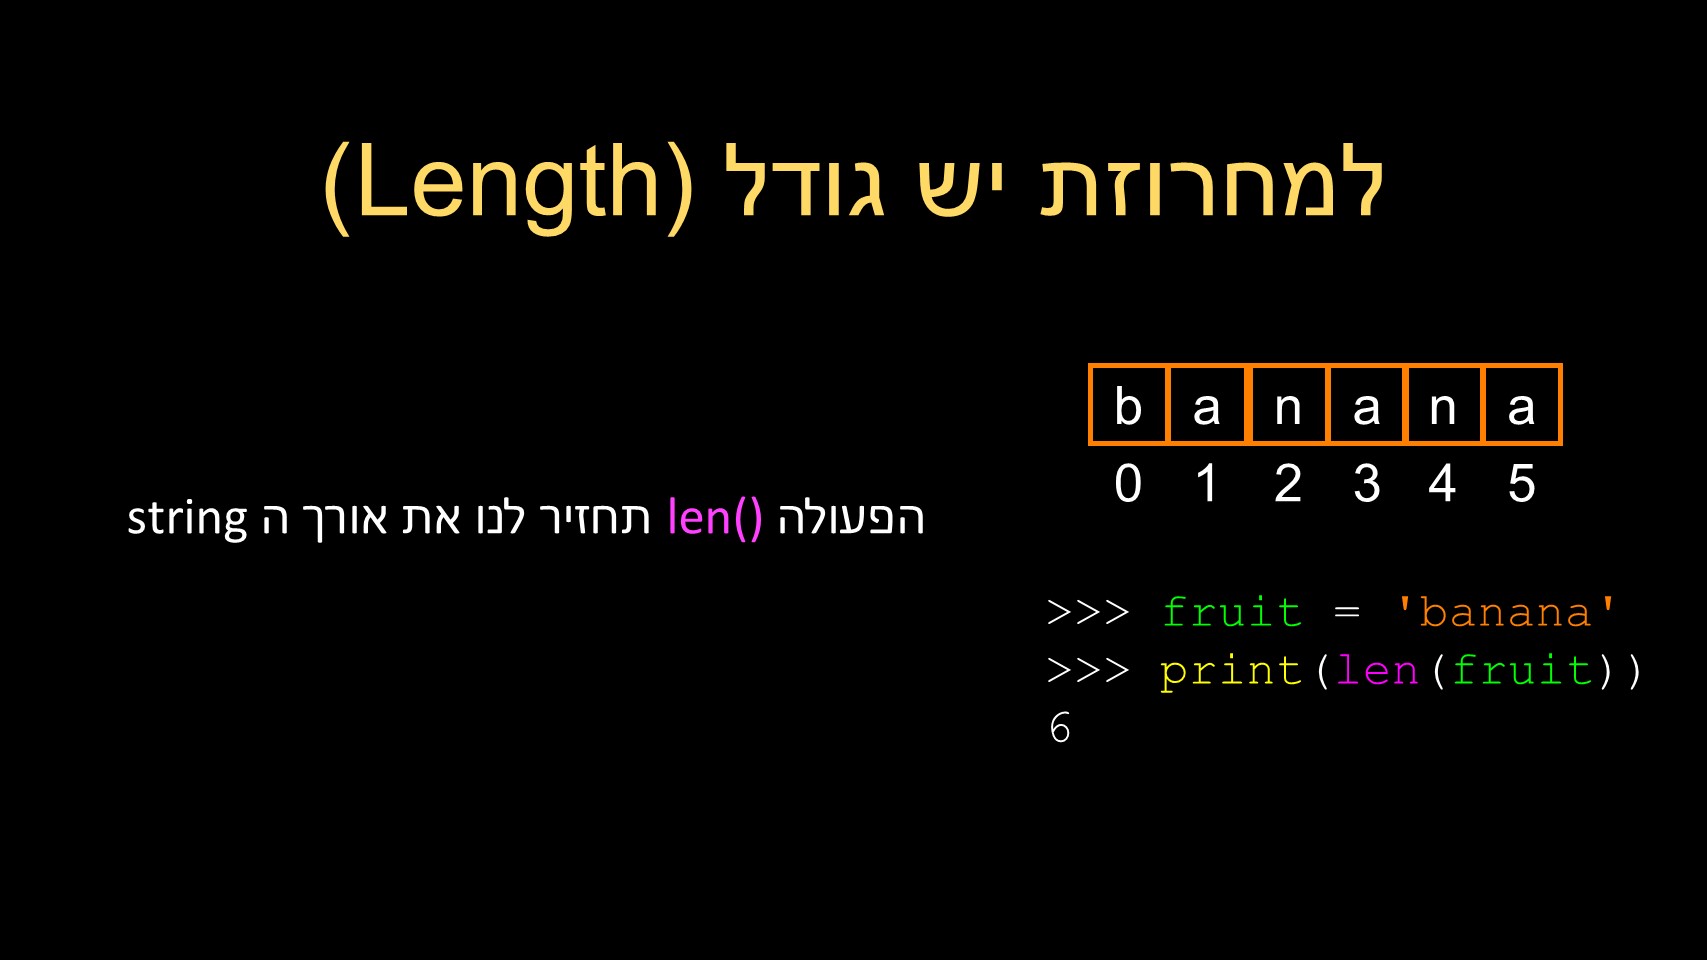 למחרוזת יש גודל (Length)
b a n a n a
0 1 2 3 4 5
הפעולה len() תחזיר לנו את אורך ה string
>>> fruit = 'banana'
>>> print(len(fruit))
6